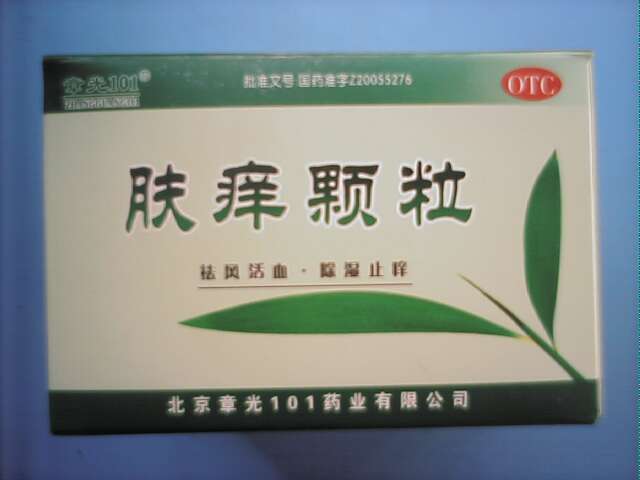 章光101®
批准文号 国药准字Z20055276
OTC
肤痒颗粒
祛风活血·除湿止痒
北京章光101药业有限公司